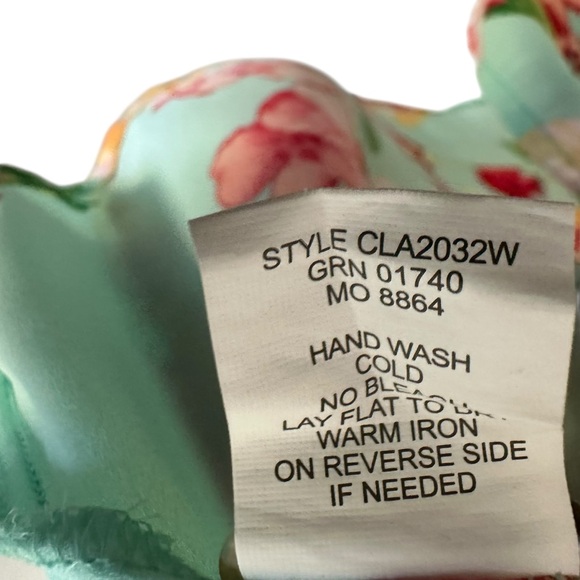 STYLE CLA2032W
GRN 01740
MO 8864
HAND WASH
COLD
NO
LAY FLAT TO
WARM IRON
ON REVERSE SIDE
IF NEEDED